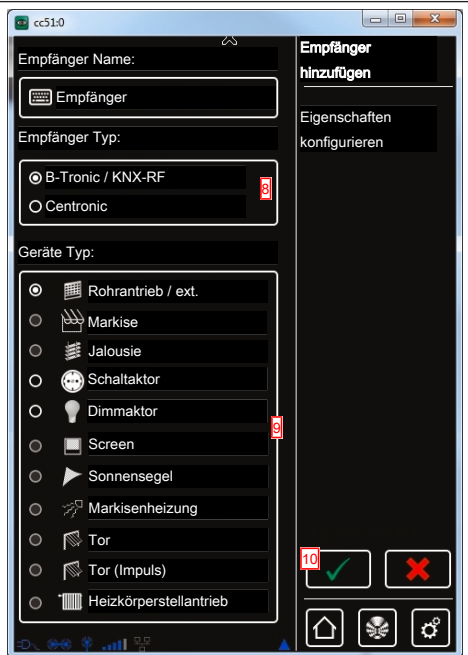 cc51:0
Empfänger Name:
Empfänger
Empfänger Typ:
B-Tronic / KNX-RF
8
Centronic
Geräte Typ:
Rohrantrieb / ext.
Markise
Jalousie
Schaltaktor
Dimmaktor
9
Screen
Sonnensegel
Markisenheizung
Tor
Tor (Impuls)
Heizkörperstellantrieb
Empfänger
hinzufügen
Eigenschaften
konfigurieren
10